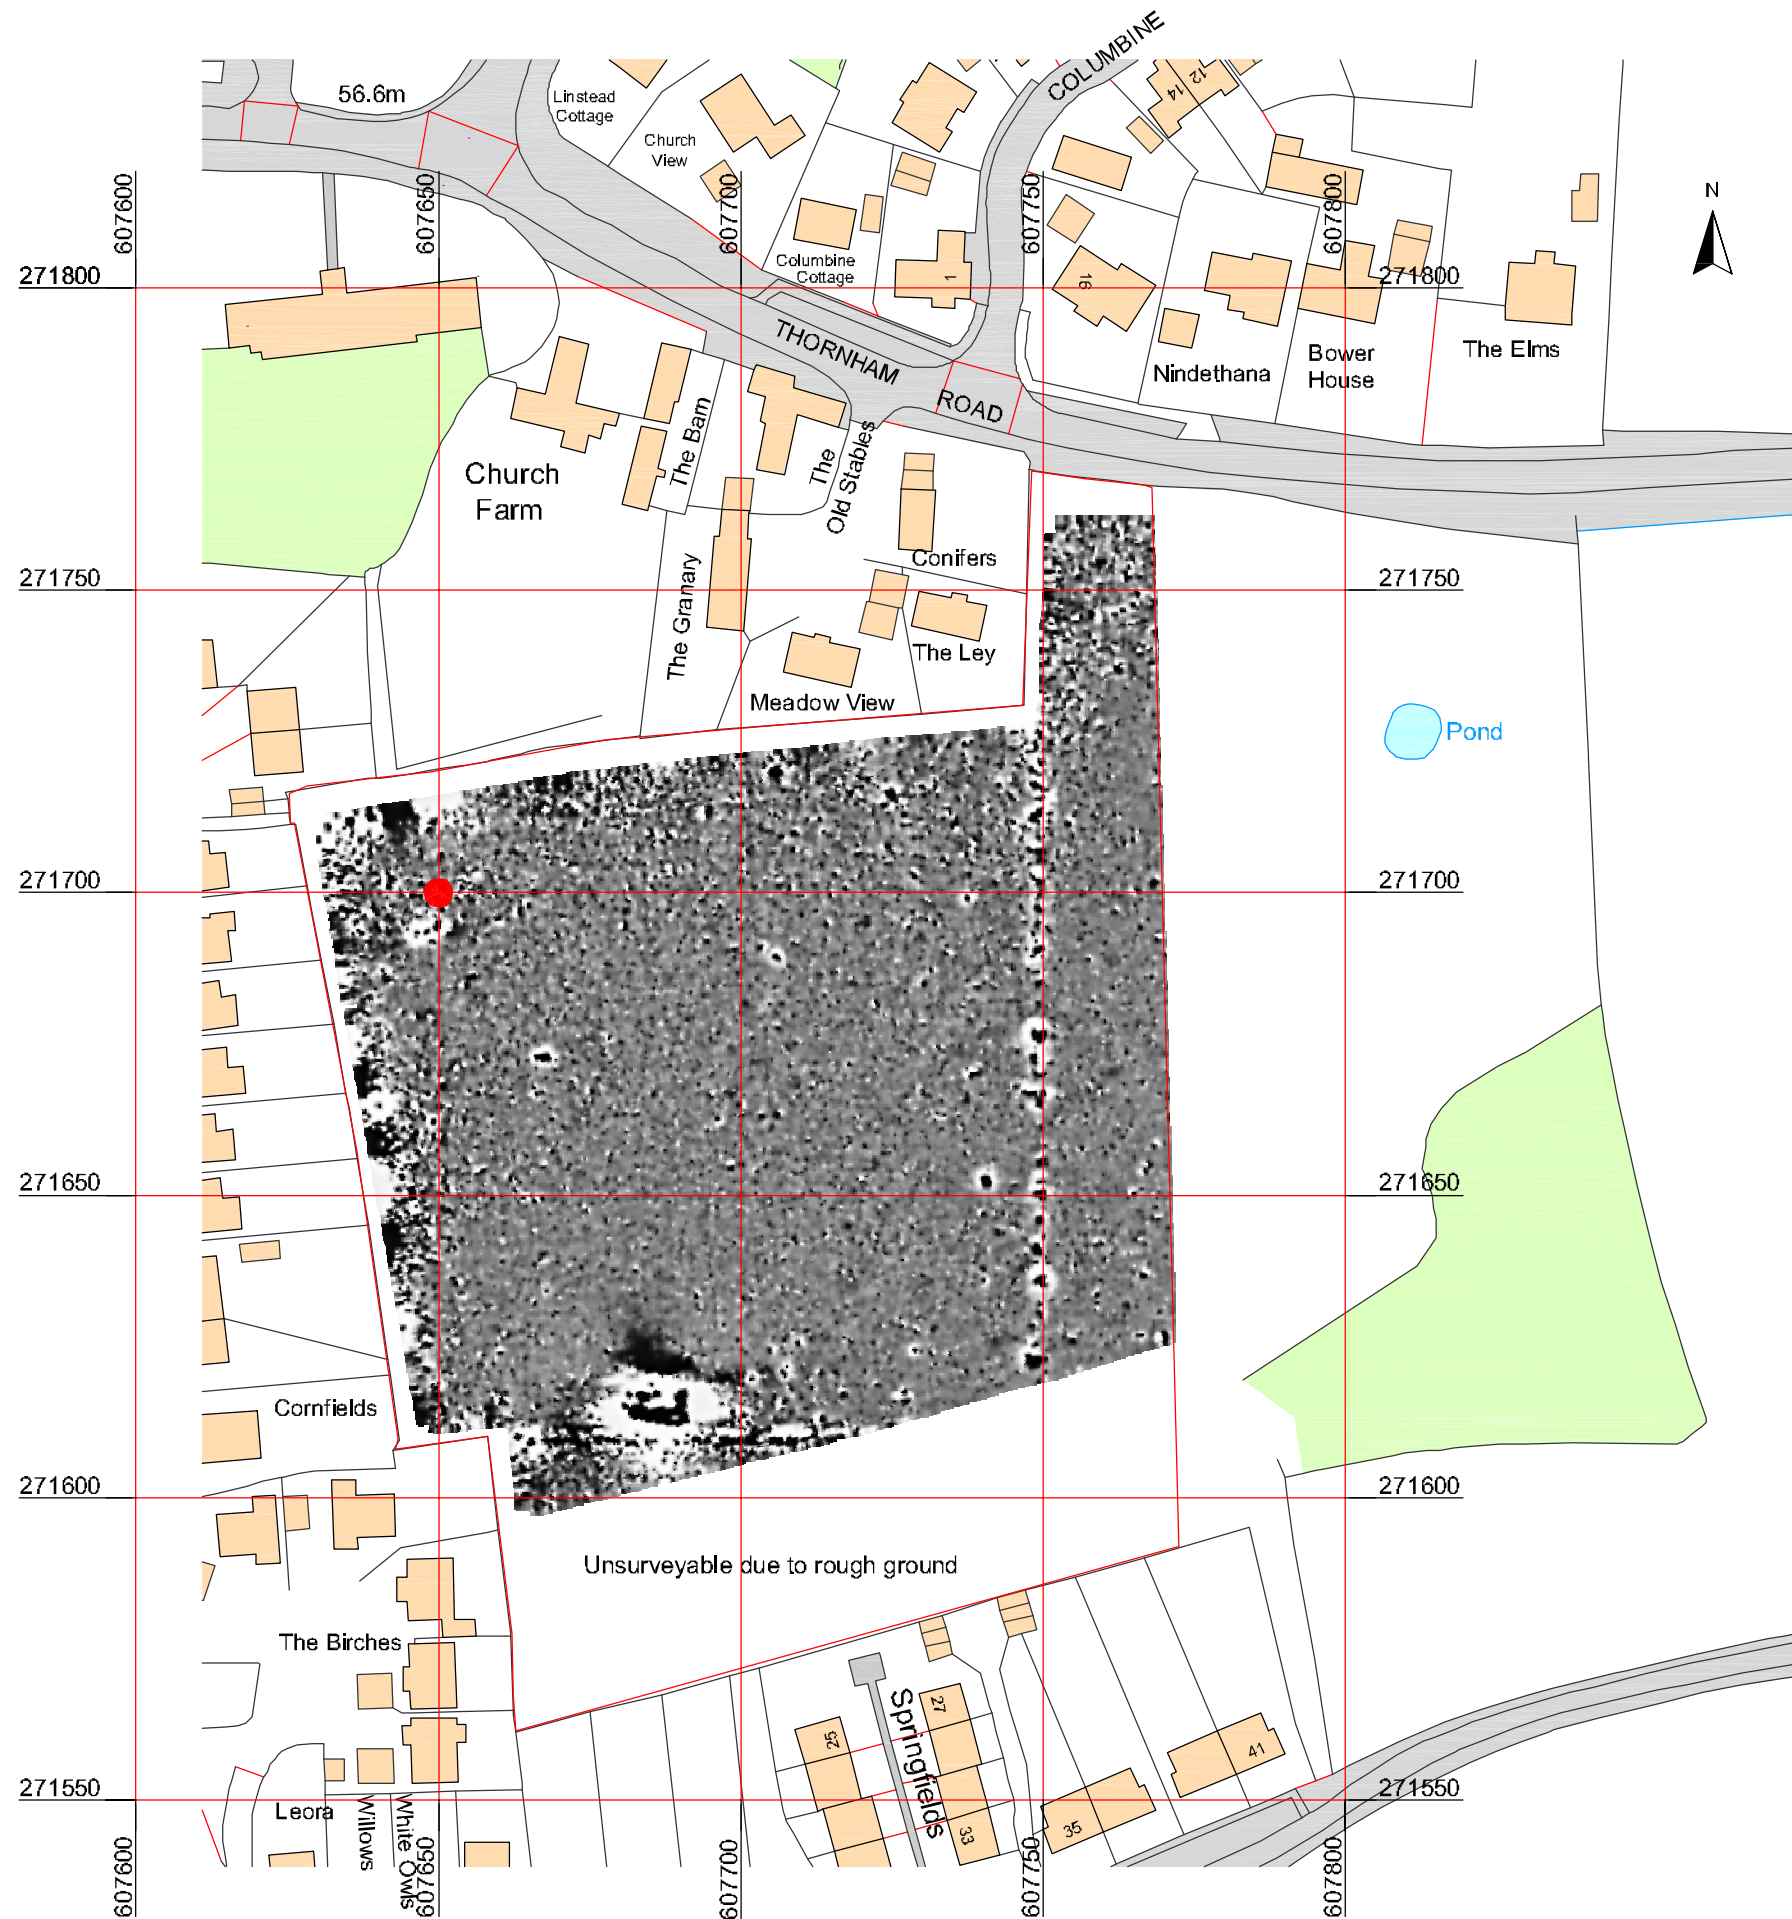 COLUMBINE
56.6m
Linstead
Cottage
Church
View
12
14
607600
607650
607700
607750
607800
N
Columbine
Cottage
1
16
271800
271800
THORNHAM
ROAD
Nindethana
Bower
House
The Elms
Church
Farm
The Barn
The
Old Stables
The Granary
Conifers
271750
271750
The Ley
Meadow View
Pond
271700
271700
271650
271650
Cornfields
271600
271600
Unsurveyable due to rough ground
The Birches
Springfields
27
25
41
35
33
271550
271550
Leora
Willows
White Owls
607600
607650
607700
607750
607800